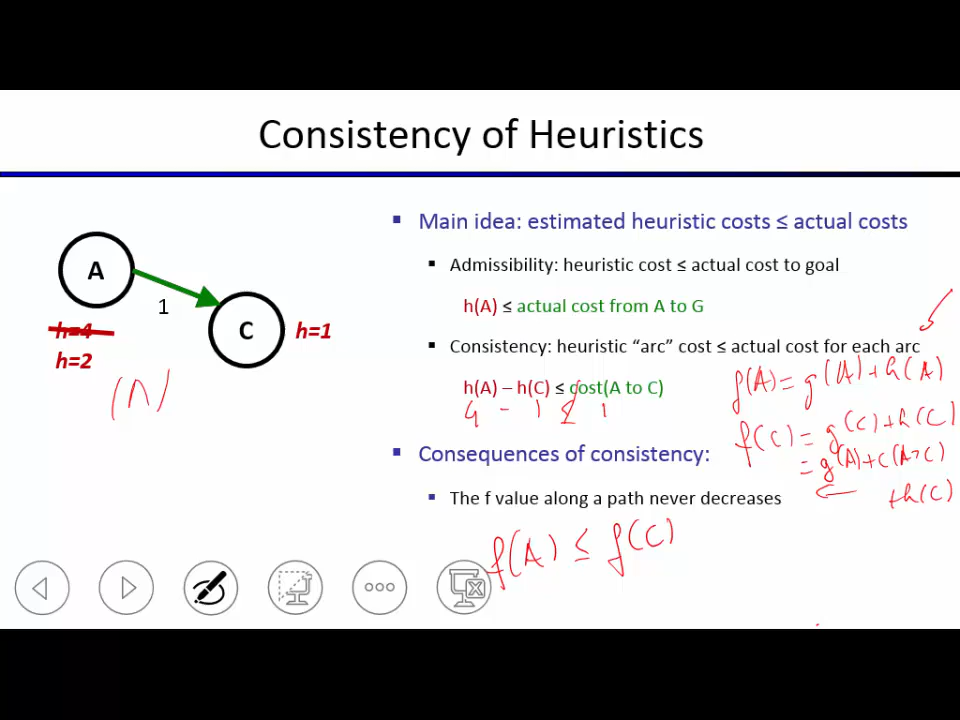 Consistency of Heuristics
A
1
C
h=1
h=4
h=2
(n)
▪ Main idea: estimated heuristic costs ≤ actual costs
▪ Admissibility: heuristic cost ≤ actual cost to goal
h(A) ≤ actual cost from A to G
▪ Consistency: heuristic “arc” cost ≤ actual cost for each arc
h(A) – h(C) ≤ cost(A to C)
4 - 1 ≰ 1
f(A) = g(A) + h(A)
f(C) = g(C) + h(C)
= g(A) + c(A→C)
+ h(C)
▪ Consequences of consistency:
▪ The f value along a path never decreases
f(A) ≤ f(C)